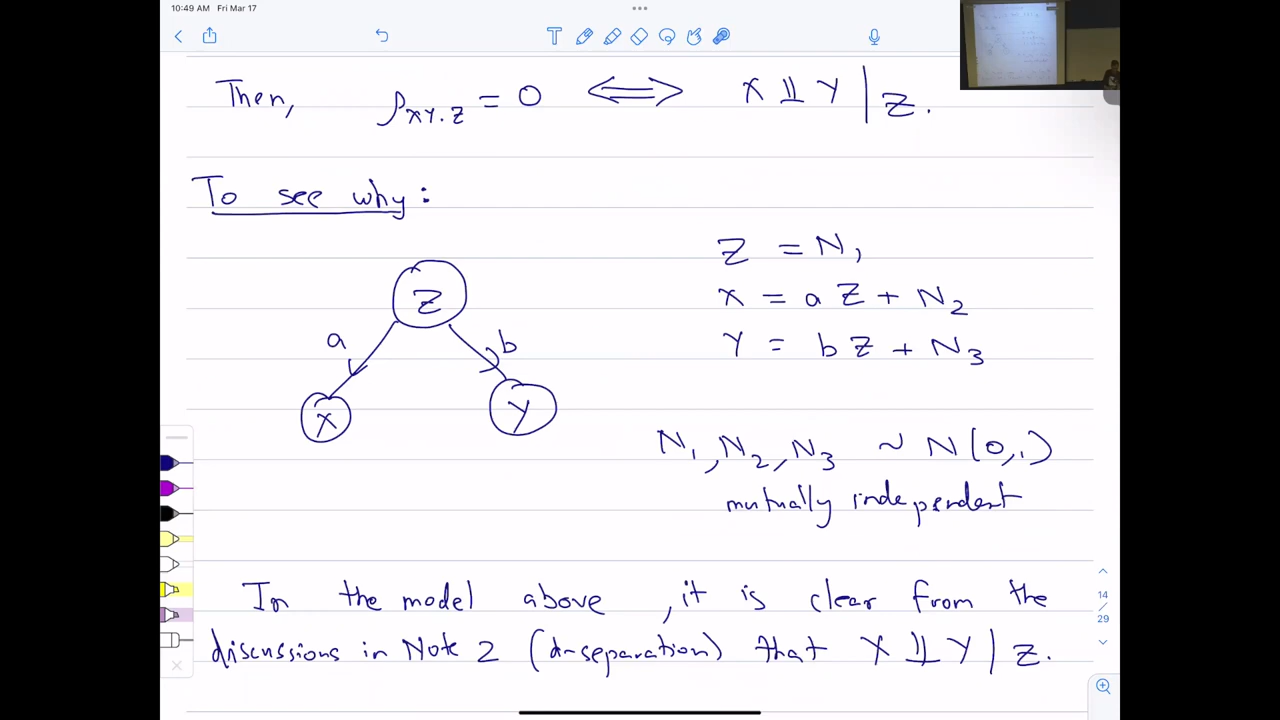 10:49 AM Fri Mar 17
Then, ρ_XY.Z = 0 ⟺ X ⫫ Y | Z.
To see why:
Z = N₁
X = a Z + N₂
Y = b Z + N₃
Z
a
b
X
Y
N₁, N₂, N₃ ~ N(0,1)
mutually independent
In the model above, it is clear from the
discussions in Note 2 (d-separation) that X ⫫ Y | Z.
14
/
29